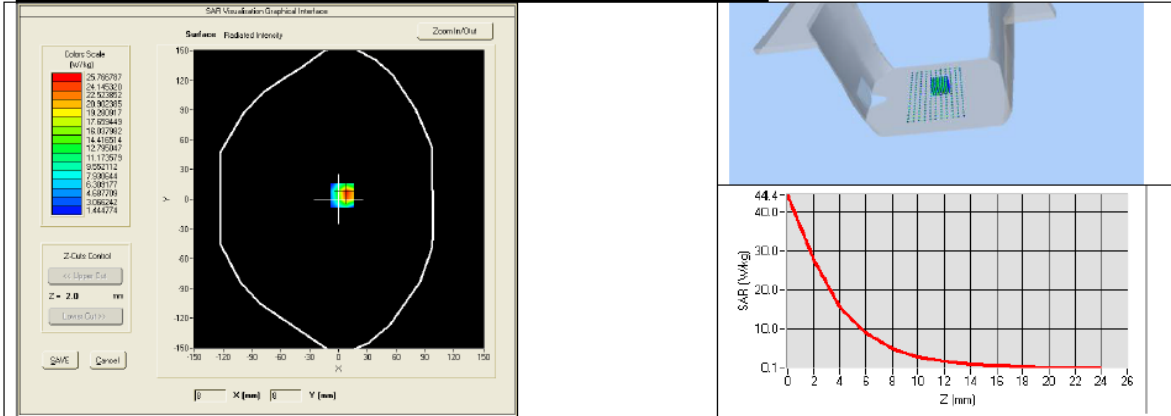 SAR Visualisation Graphical Interface
Surface Radiated Intensity
Zoom In/Out
Colors Scale
(W/kg)
25.766787
24.145320
22.523852
20.902385
19.280917
17.659449
16.037982
14.416514
12.795047
11.173579
9.552112
7.930644
6.309177
4.687709
3.066242
1.444774
Z-Cuts Control
<< Upper Cut
Z = 2.0 mm
Lower Cut >>
SAVE
Cancel
150
120
90
60
30
0
-30
-60
-90
-120
-150
Y
-150 -120 -90 -60 -30 0 30 60 90 120 150
X
8 X (mm) 8 Y (mm)
44.4
40.0
30.0
20.0
10.0
0.1
SAR (W/kg)
0 2 4 6 8 10 12 14 16 18 20 22 24 26
Z (mm)